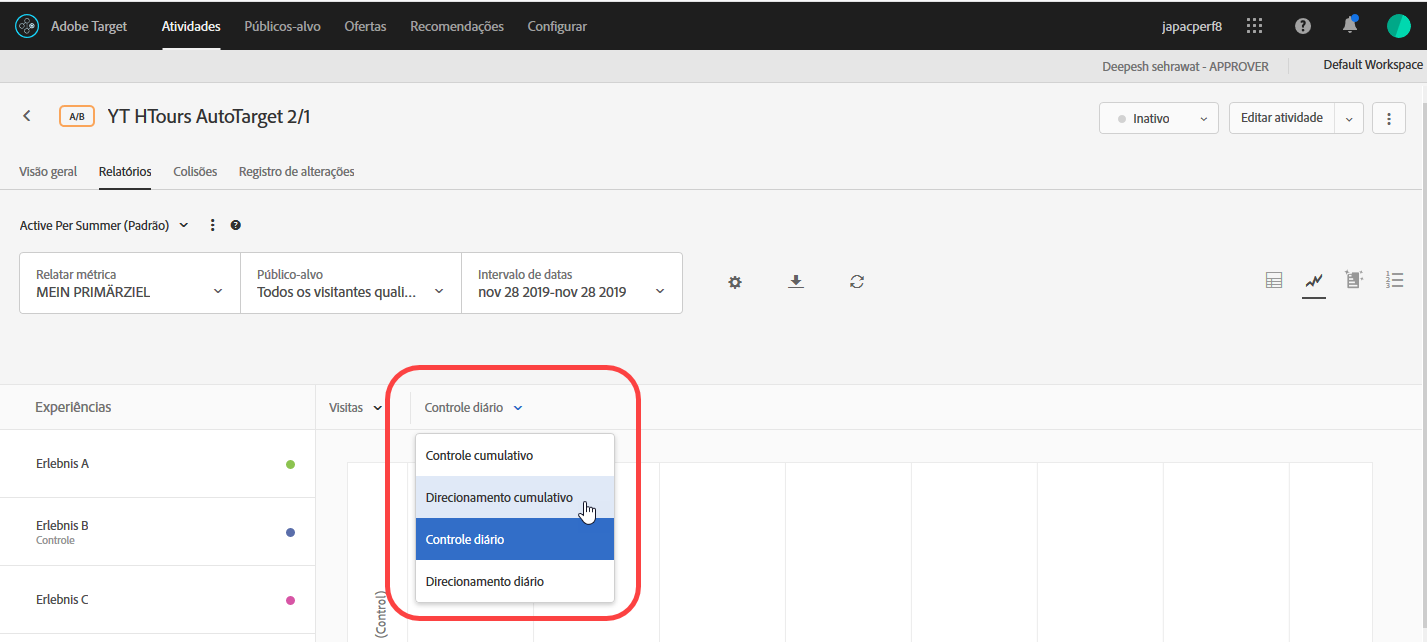 Adobe Target Atividades Públicos-alvo Ofertas Recomendações Configurar japacperf8
Deepesh sehrawat - APPROVER Default Workspace
A/B YT HTours AutoTarget 2/1 Inativo Editar atividade
Visão geral Relatórios Colisões Registro de alterações
Active Per Summer (Padrão)
Relatar métrica Público-alvo Intervalo de datas
MEIN PRIMÄRZIEL Todos os visitantes quali... nov 28 2019-nov 28 2019
Experiências Visitas Controle diário
Erlebnis A
Erlebnis B
Controle
Erlebnis C
Controle cumulativo
Direcionamento cumulativo
Controle diário
Direcionamento diário
(Control)